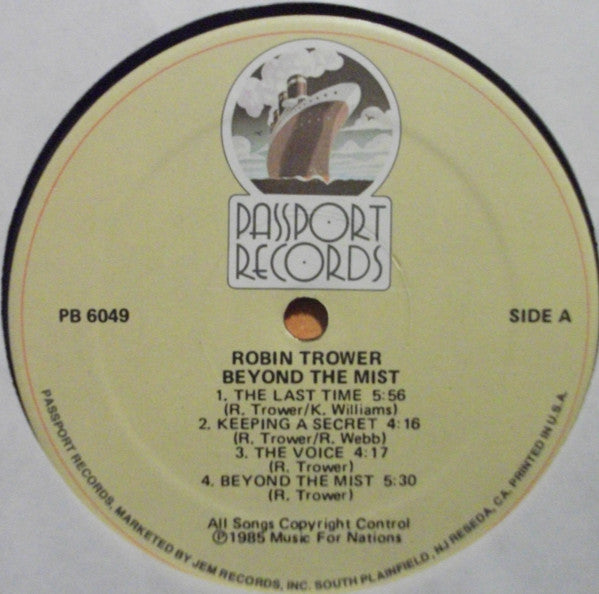 PASSPORT
RECORDS
PB 6049
SIDE A
ROBIN TROWER
BEYOND THE MIST
1. THE LAST TIME 5:56
(R. Trower/K. Williams)
2. KEEPING A SECRET 4:16
(R. Trower/R. Webb)
3. THE VOICE 4:17
(R. Trower)
4. BEYOND THE MIST 5:30
(R. Trower)
All Songs Copyright Control
Ⓟ©1985 Music For Nations
PASSPORT RECORDS, MARKETED BY JEM RECORDS, INC. SOUTH PLAINFIELD, NJ RESEDA, CA. PRINTED IN U.S.A.